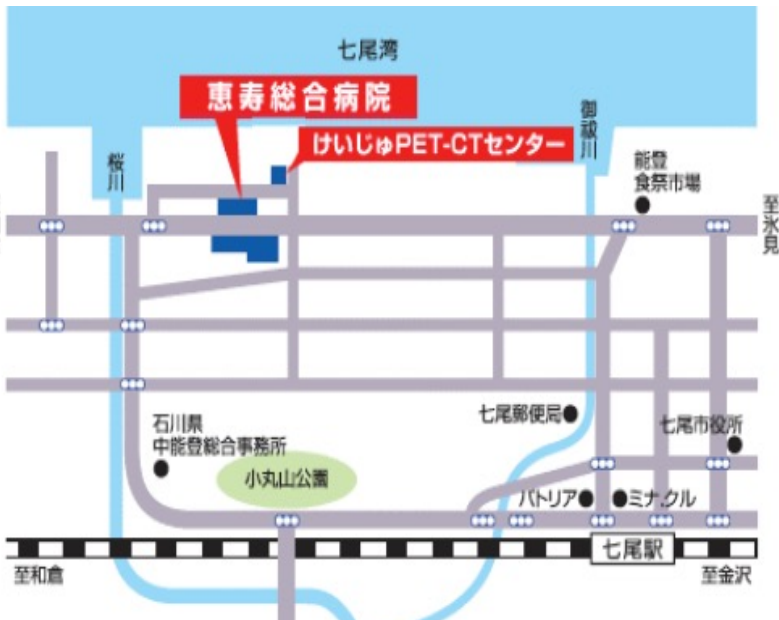 七尾湾
恵寿総合病院
けいじゅPET-CTセンター
御祓川
桜川
能登
食祭市場
至氷見
七尾郵便局
七尾市役所
石川県
中能登総合事務所
小丸山公園
パトリア
ミナ.クル
七尾駅
至和倉
至金沢